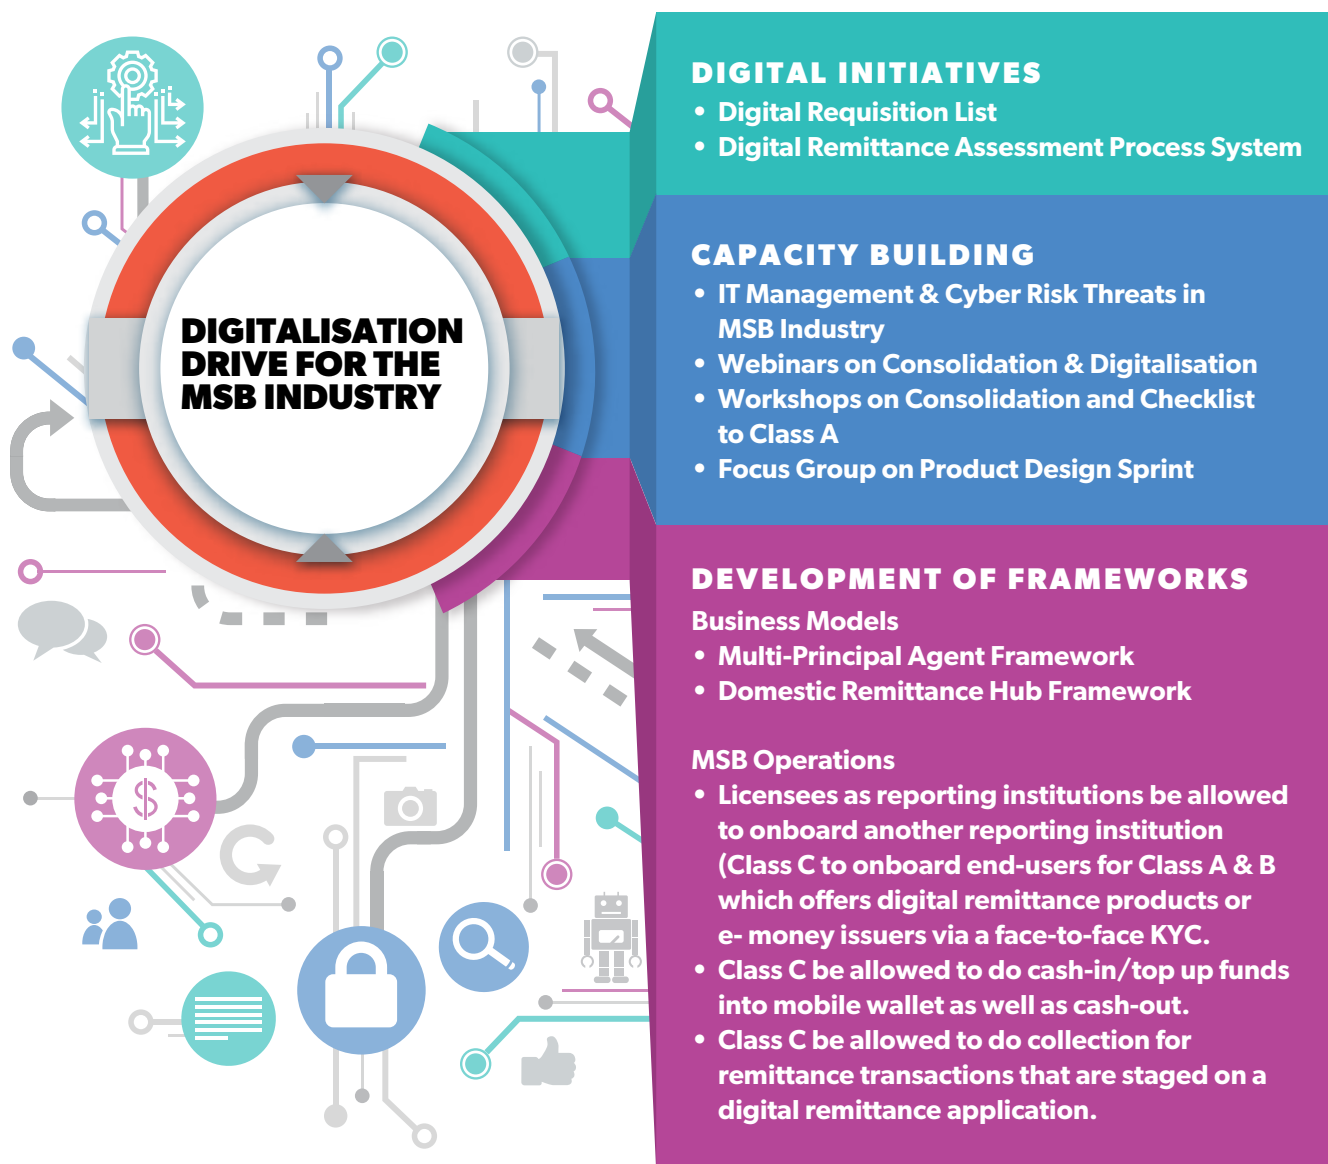 DIGITALISATION
DRIVE FOR THE
MSB INDUSTRY
DIGITAL INITIATIVES
• Digital Requisition List
• Digital Remittance Assessment Process System
CAPACITY BUILDING
• IT Management & Cyber Risk Threats in
MSB Industry
• Webinars on Consolidation & Digitalisation
• Workshops on Consolidation and Checklist
to Class A
• Focus Group on Product Design Sprint
DEVELOPMENT OF FRAMEWORKS
Business Models
• Multi-Principal Agent Framework
• Domestic Remittance Hub Framework
MSB Operations
• Licensees as reporting institutions be allowed
to onboard another reporting institution
(Class C to onboard end-users for Class A & B
which offers digital remittance products or
e- money issuers via a face-to-face KYC.
• Class C be allowed to do cash-in/top up funds
into mobile wallet as well as cash-out.
• Class C be allowed to do collection for
remittance transactions that are staged on a
digital remittance application.
$